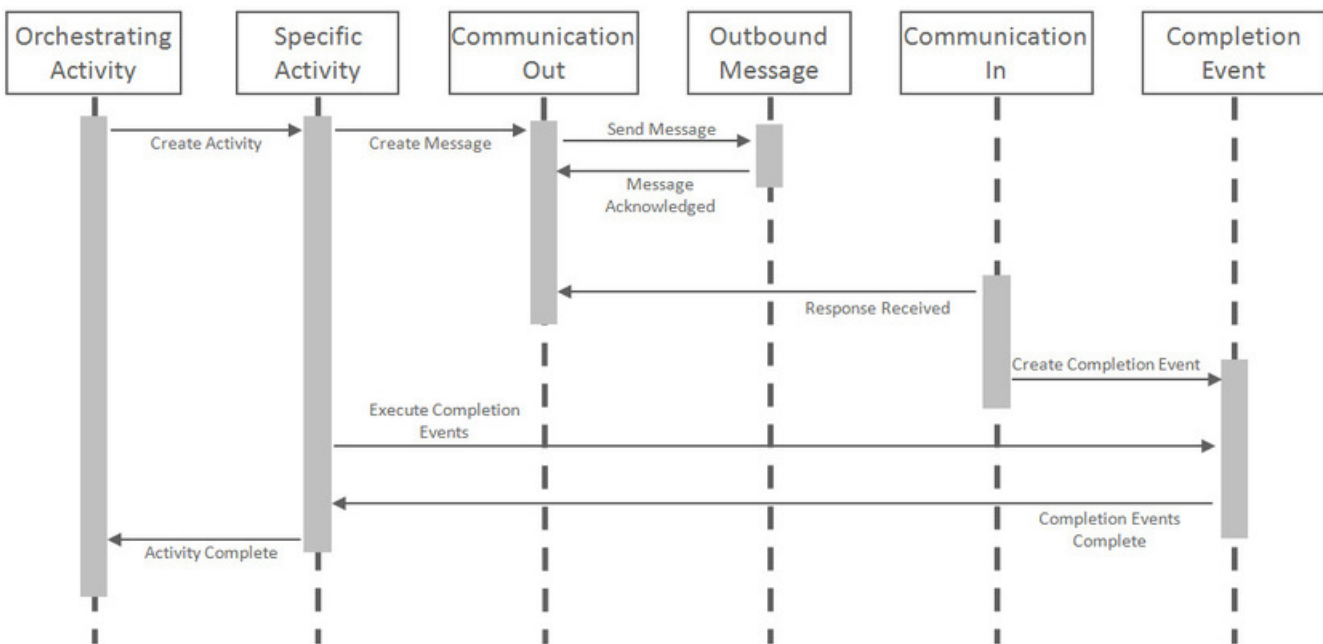 Orchestrating
Activity
Specific
Activity
Communication
Out
Outbound
Message
Communication
In
Completion
Event
Create Activity
Create Message
Send Message
Message
Acknowledged
Response Received
Create Completion Event
Execute Completion
Events
Completion Events
Complete
Activity Complete